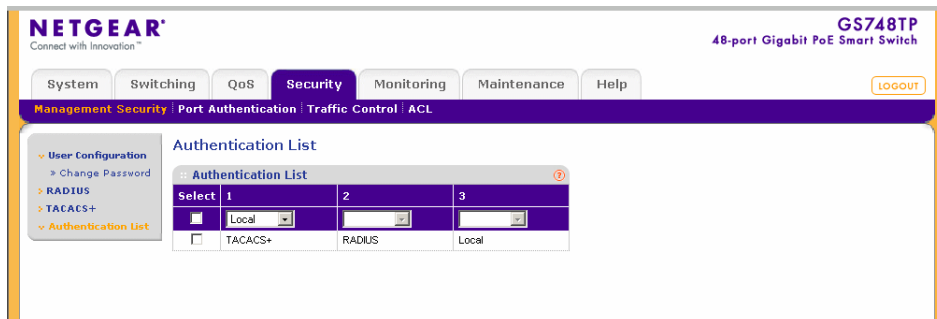 NETGEAR®
Connect with Innovation™
GS748TP
48-port Gigabit PoE Smart Switch
System Switching QoS Security Monitoring Maintenance Help
LOGOUT
Management Security Port Authentication Traffic Control ACL
User Configuration
» Change Password
RADIUS
TACACS+
Authentication List
Authentication List
Authentication List ?
Select 1 2 3
Local
TACACS+ RADIUS Local